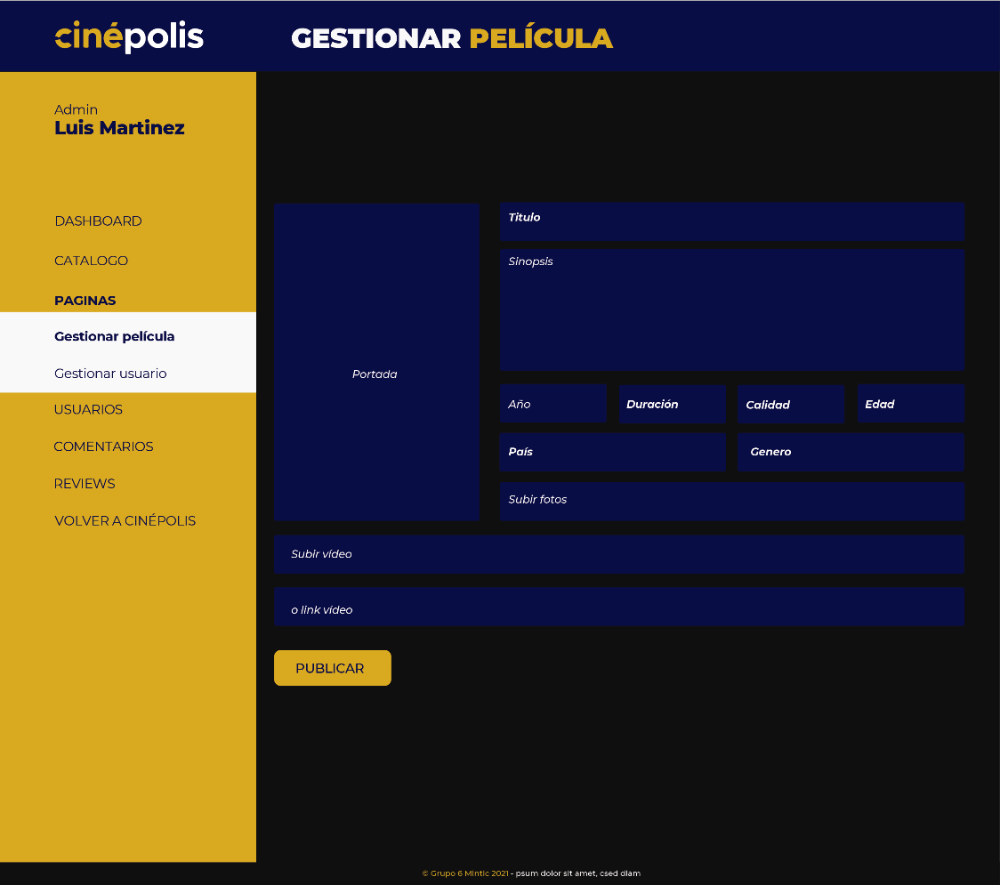 cinépolis
GESTIONAR PELÍCULA
Admin
Luis Martinez
DASHBOARD
CATALOGO
PAGINAS
Gestionar película
Gestionar usuario
USUARIOS
COMENTARIOS
REVIEWS
VOLVER A CINÉPOLIS
Portada
Titulo
Sinopsis
Año Duración Calidad Edad
País Genero
Subir fotos
Subir vídeo
o link vídeo
PUBLICAR
© Grupo 6 Mintic 2021 - psum dolor sit amet, csed diam